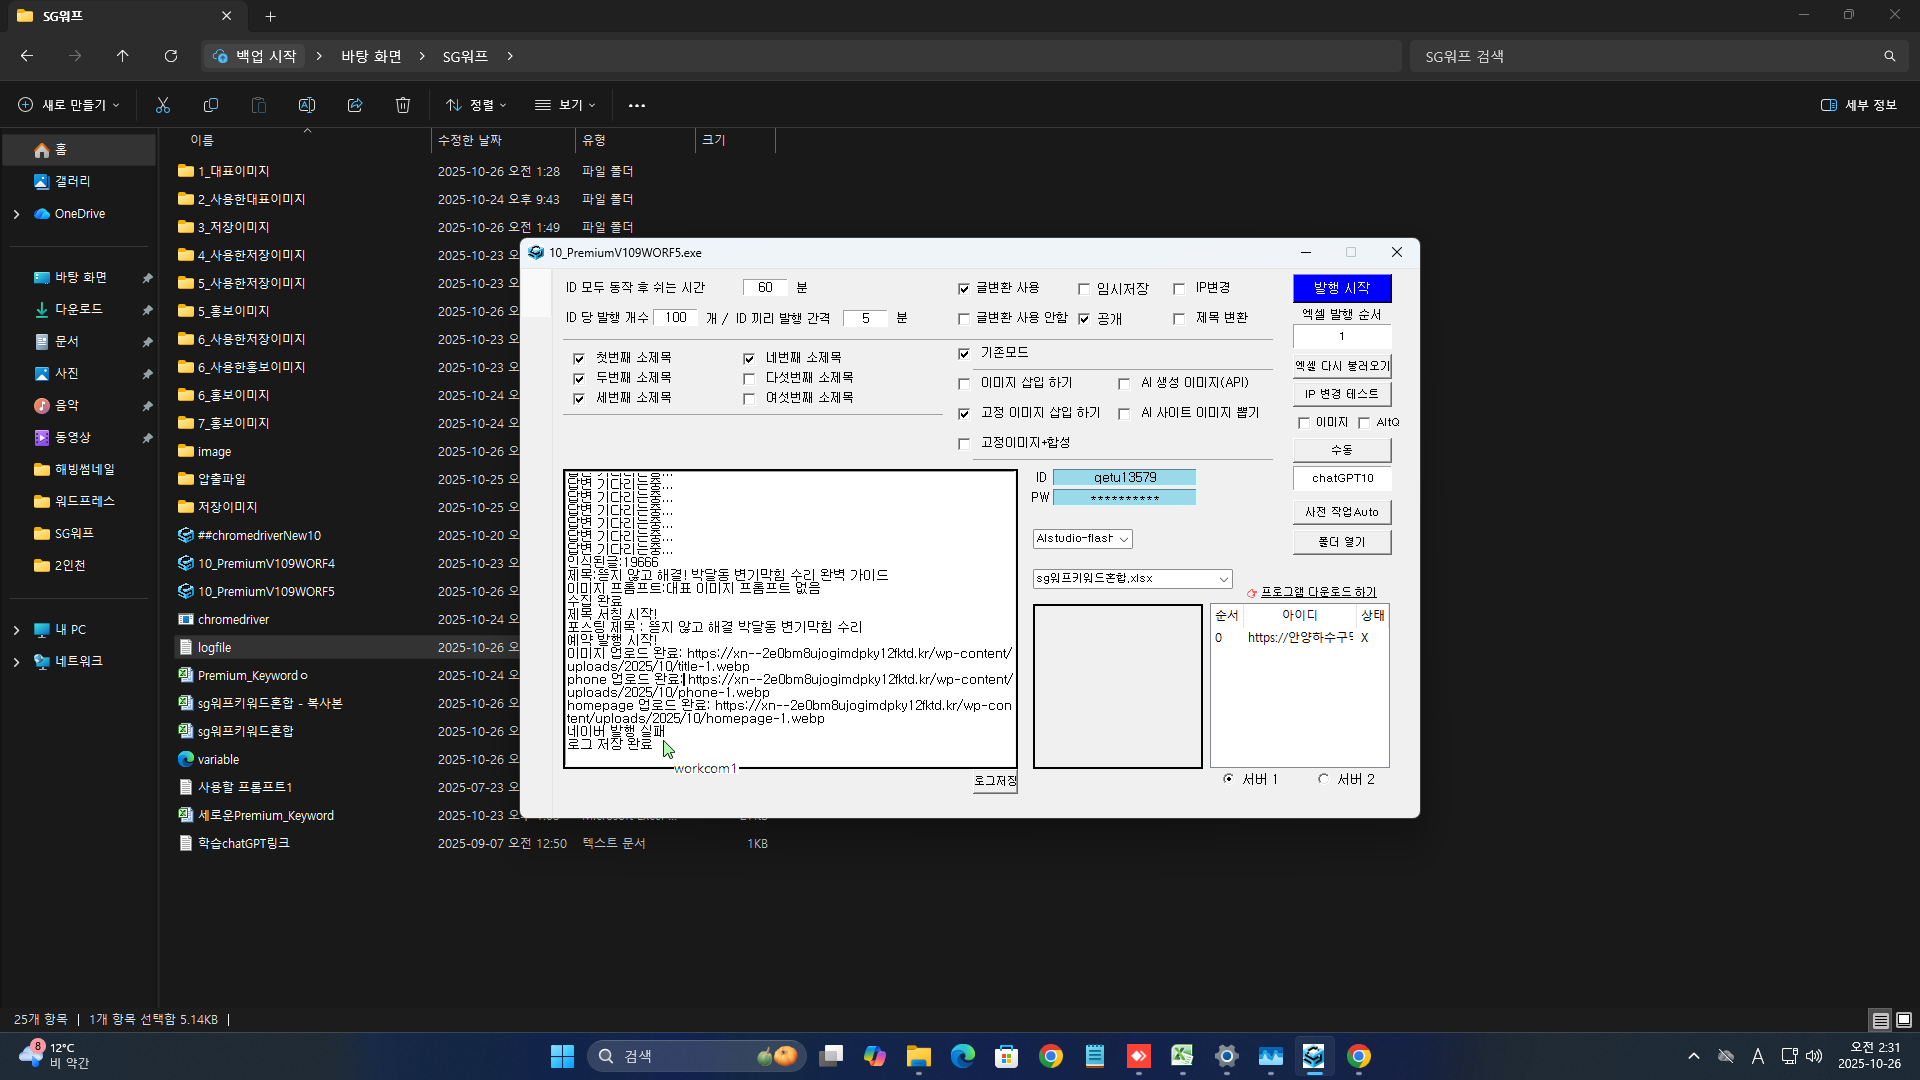 SG워프
백업 시작
바탕 화면
SG워프
SG워프 검색
새로 만들기
정렬
보기
세부 정보
이름
수정한 날짜
유형
크기
홈
갤러리
OneDrive
바탕 화면
다운로드
문서
사진
음악
동영상
해빙썸네일
워드프레스
SG워프
2인천
내 PC
네트워크
1_대표이미지 2025-10-26 오전 1:28 파일 폴더
2_사용한대표이미지 2025-10-24 오후 9:43 파일 폴더
3_저장이미지 2025-10-26 오전 1:49 파일 폴더
4_사용한저장이미지 2025-10-23 오
5_사용한저장이미지 2025-10-23 오
5_홍보이미지 2025-10-23 오
6_사용한저장이미지 2025-10-24 오
6_사용한홍보이미지 2025-10-23 오
6_홍보이미지 2025-10-24 오
7_홍보이미지 2025-10-24 오
image 2025-10-26 오
압출파일 2025-10-25 오
저장이미지 2025-10-25 오
##chromedriverNew10 2025-10-20 오
10_PremiumV109WORF4 2025-10-24 오
10_PremiumV109WORF5 2025-10-26 오
chromedriver 2025-10-24 오
logfile 2025-10-26 오
Premium_Keywordㅇ 2025-10-24 오
sg워프키워드혼합 - 복사본 2025-10-26 오
sg워프키워드혼합 2025-10-26 오
variable 2025-10-26 오
사용할 프롬프트1 2025-07-23 오
세로운Premium_Keyword 2025-10-23 오
학습chatGPT링크 2025-09-07 오전 12:50 텍스트 문서 1KB
10_PremiumV109WORF5.exe
ID 모두 동작 후 쉬는 시간 60 분
ID 당 발행 개수 100 개 / ID 끼리 발행 간격 5 분
글변환 사용 임시저장 IP변경
글변환 사용 안함 공개 제목 변환
첫번째 소제목 네번째 소제목
두번째 소제목 다섯번째 소제목
세번째 소제목 여섯번째 소제목
기존모드
이미지 삽입 하기 AI 생성 이미지(API)
고정 이미지 삽입 하기 AI 사이트 이미지 뽑기
고정이미지+합성
발행 시작
엑셀 발행 순서
1
엑셀 다시 불러오기
IP 변경 테스트
이미지 AltQ
수동
chatGPT10
사전 작업Auto
폴더 열기
답변 기다리는중...
답변 기다리는중...
답변 기다리는중...
답변 기다리는중...
답변 기다리는중...
답변 기다리는중...
답변 기다리는중...
인식된글:19666
제목:뜯지 않고 해결! 박달동 변기막힘 수리 완벽 가이드
이미지 프롬프트:대표 이미지 프롬프트 없음
수집 완료
제목 서칭 시작!
포스팅 제목 : 뜯지 않고 해결 박달동 변기막힘 수리
예약 발행 시작!
이미지 업로드 완료: https://xn--2e0bm8ujogimdpky12fktd.kr/wp-content/
uploads/2025/10/title-1.webp
phone 업로드 완료: https://xn--2e0bm8ujogimdpky12fktd.kr/wp-content/
uploads/2025/10/phone-1.webp
homepage 업로드 완료: https://xn--2e0bm8ujogimdpky12fktd.kr/wp-con
tent/uploads/2025/10/homepage-1.webp
네이버 발행 실패
로그 저장 완료
workcom1
로그저장
ID qetu13579
PW **********
AIstudio-flash
sg워프키워드혼합.xlsx
프로그램 다운로드 하기
순서 아이디 상태
0 https://안양하수구 X
서버 1 서버 2
25개 항목 1개 항목 선택함 5.14KB
8
12°C
비 약간
검색
A
오전 2:31
2025-10-26